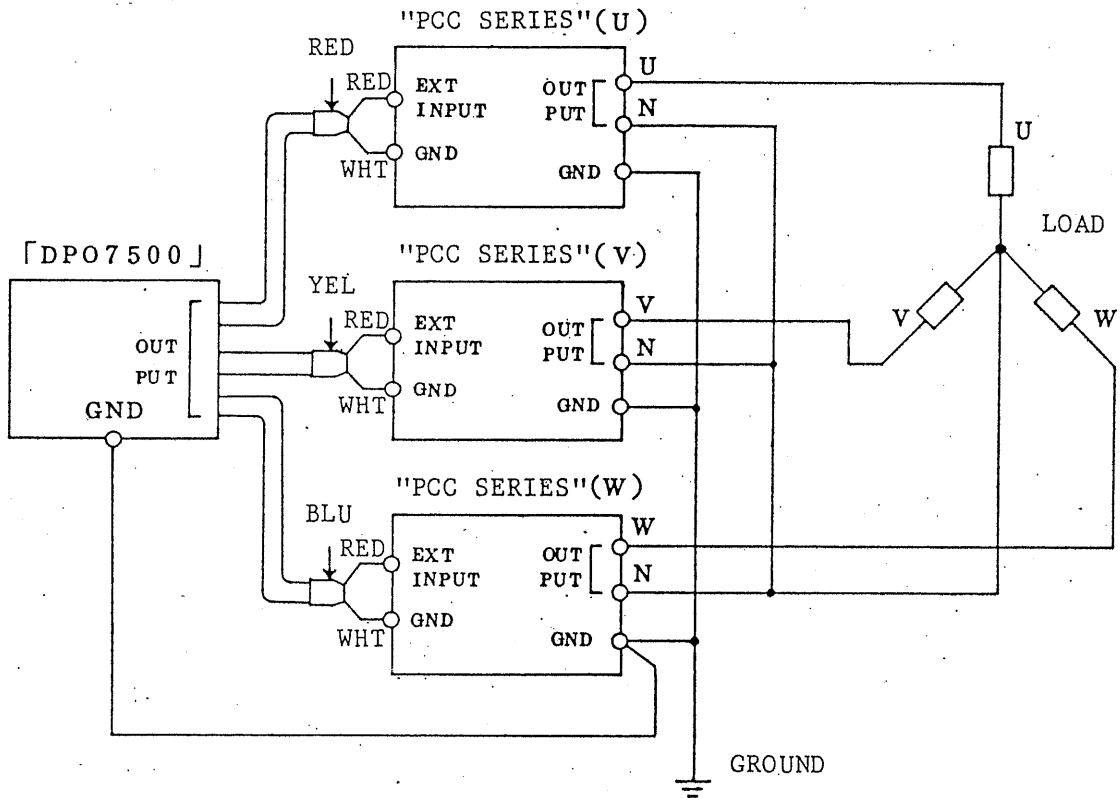 "PCC SERIES"(U)
RED
RED
EXT
INPUT
WHT
GND
OUT
PUT
U
N
GND
U
LOAD
V
W
「DPO7500」
OUT
PUT
GND
"PCC SERIES"(V)
YEL
RED
EXT
INPUT
WHT
GND
OUT
PUT
V
N
GND
"PCC SERIES"(W)
BLU
RED
EXT
INPUT
WHT
GND
OUT
PUT
W
N
GND
GROUND